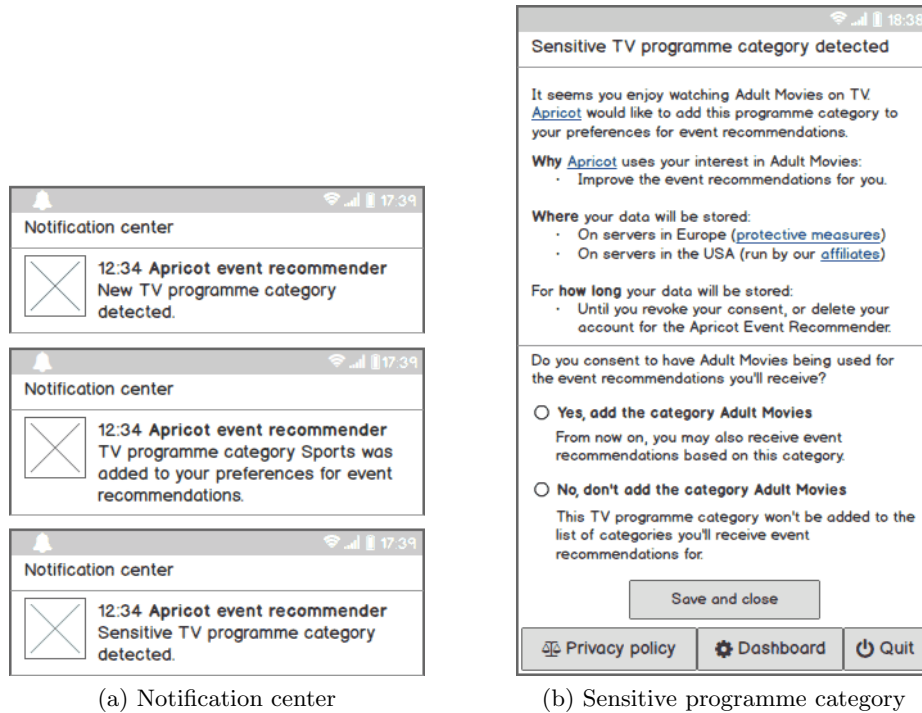 17:39
Notification center
12:34 Apricot event recommender
New TV programme category
detected.
17:39
Notification center
12:34 Apricot event recommender
TV programme category Sports was
added to your preferences for event
recommendations.
17:39
Notification center
12:34 Apricot event recommender
Sensitive TV programme category
detected.
(a) Notification center
18:38
Sensitive TV programme category detected
It seems you enjoy watching Adult Movies on TV.
Apricot would like to add this programme category to
your preferences for event recommendations.
Why Apricot uses your interest in Adult Movies:
· Improve the event recommendations for you.
Where your data will be stored:
· On servers in Europe (protective measures)
· On servers in the USA (run by our affiliates)
For how long your data will be stored:
· Until you revoke your consent, or delete your
account for the Apricot Event Recommender.
Do you consent to have Adult Movies being used for
the event recommendations you'll receive?
Yes, add the category Adult Movies
From now on, you may also receive event
recommendations based on this category.
No, don't add the category Adult Movies
This TV programme category won't be added to the
list of categories you'll receive event
recommendations for.
Save and close
Privacy policy
Dashboard
Quit
(b) Sensitive programme category